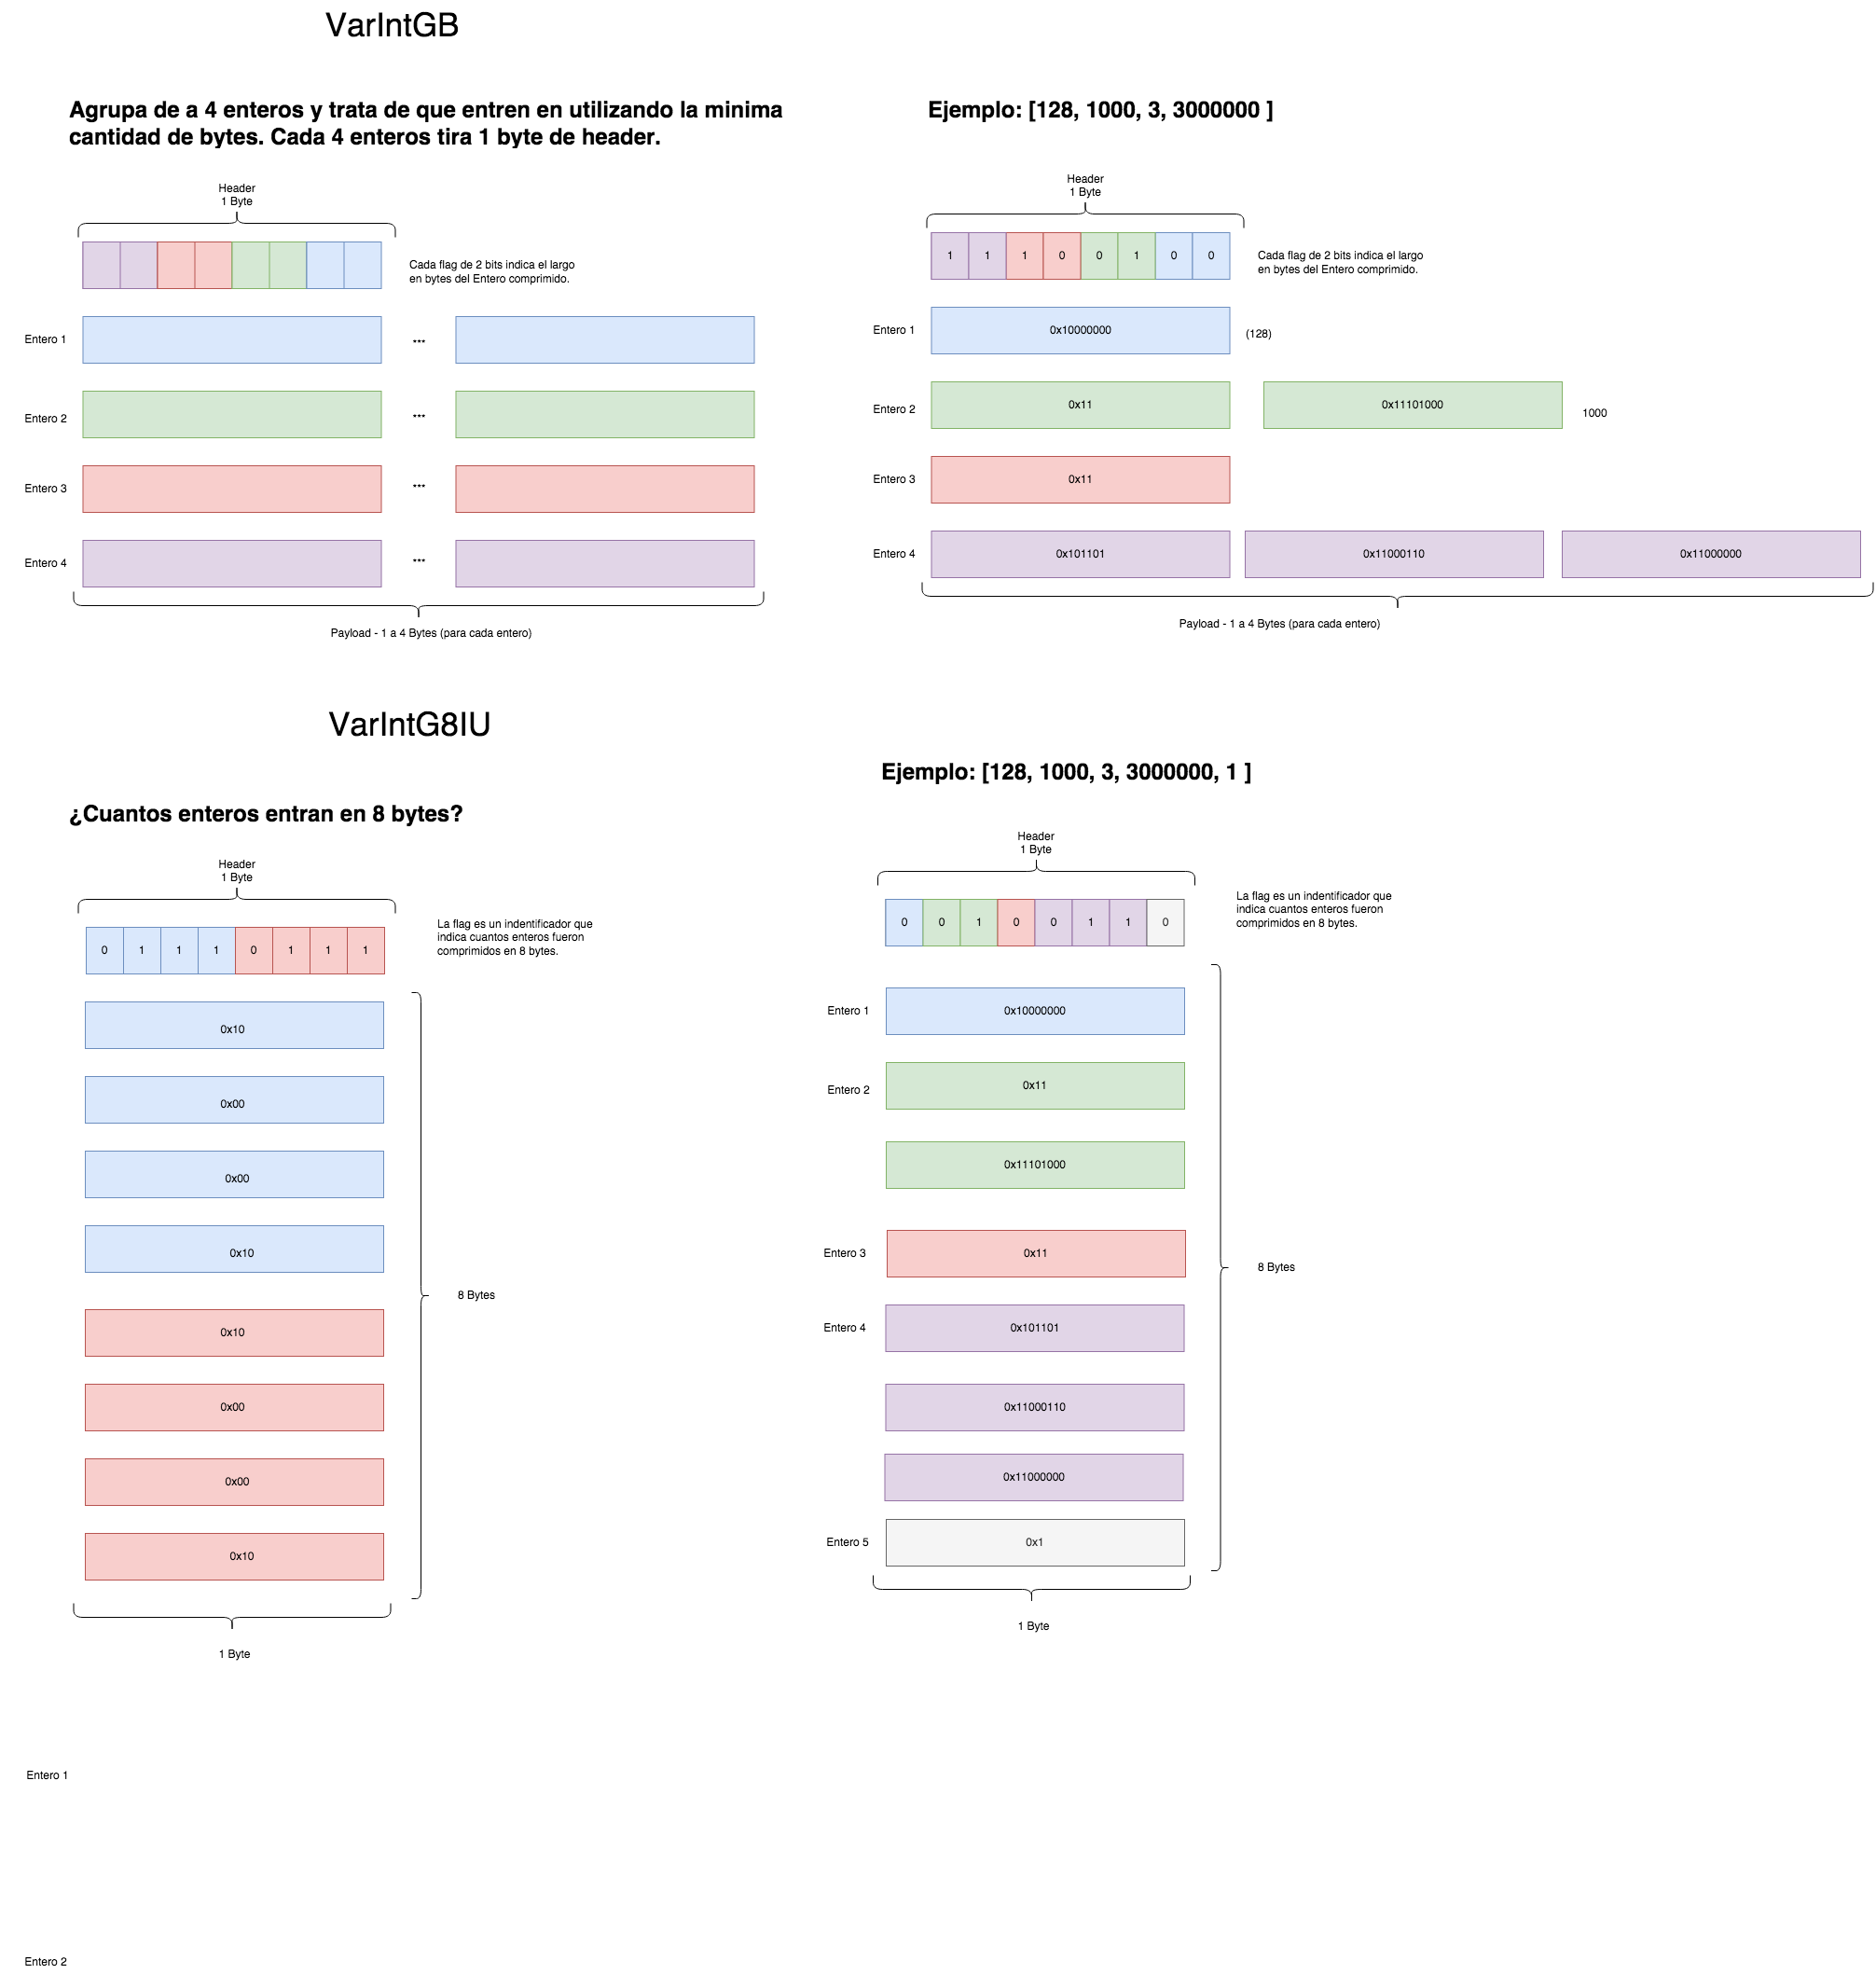 VarIntGB
Agrupa de a 4 enteros y trata de que entren en utilizando la minima
cantidad de bytes. Cada 4 enteros tira 1 byte de header.
Header
1 Byte
Cada flag de 2 bits indica el largo
en bytes del Entero comprimido.
Entero 1
***
Entero 2
***
Entero 3
***
Entero 4
***
Payload - 1 a 4 Bytes (para cada entero)
Ejemplo: [128, 1000, 3, 3000000 ]
Header
1 Byte
1 1 1 0 0 1 0 0
Cada flag de 2 bits indica el largo
en bytes del Entero comprimido.
Entero 1 0x10000000 (128)
Entero 2 0x11 0x11101000 1000
Entero 3 0x11
Entero 4 0x101101 0x11000110 0x11000000
Payload - 1 a 4 Bytes (para cada entero)
VarIntG8IU
¿Cuantos enteros entran en 8 bytes?
Header
1 Byte
0 1 1 1 0 1 1 1
La flag es un indentificador que
indica cuantos enteros fueron
comprimidos en 8 bytes.
0x10
0x00
0x00
0x10
0x10
0x00
0x00
0x10
8 Bytes
1 Byte
Entero 1
Entero 2
Ejemplo: [128, 1000, 3, 3000000, 1 ]
Header
1 Byte
0 0 1 0 0 1 1 0
La flag es un indentificador que
indica cuantos enteros fueron
comprimidos en 8 bytes.
Entero 1 0x10000000
Entero 2 0x11
0x11101000
Entero 3 0x11
Entero 4 0x101101
0x11000110
0x11000000
Entero 5 0x1
8 Bytes
1 Byte